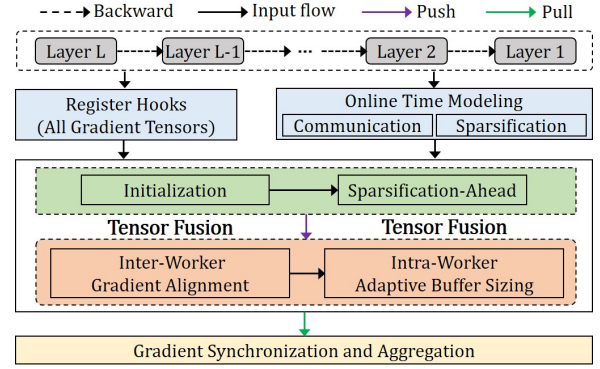 Backward Input flow Push Pull
Layer L Layer L-1 ... Layer 2 Layer 1
Register Hooks
(All Gradient Tensors)
Online Time Modeling
Communication Sparsification
Initialization Sparsification-Ahead
Tensor Fusion Tensor Fusion
Inter-Worker
Gradient Alignment
Intra-Worker
Adaptive Buffer Sizing
Gradient Synchronization and Aggregation